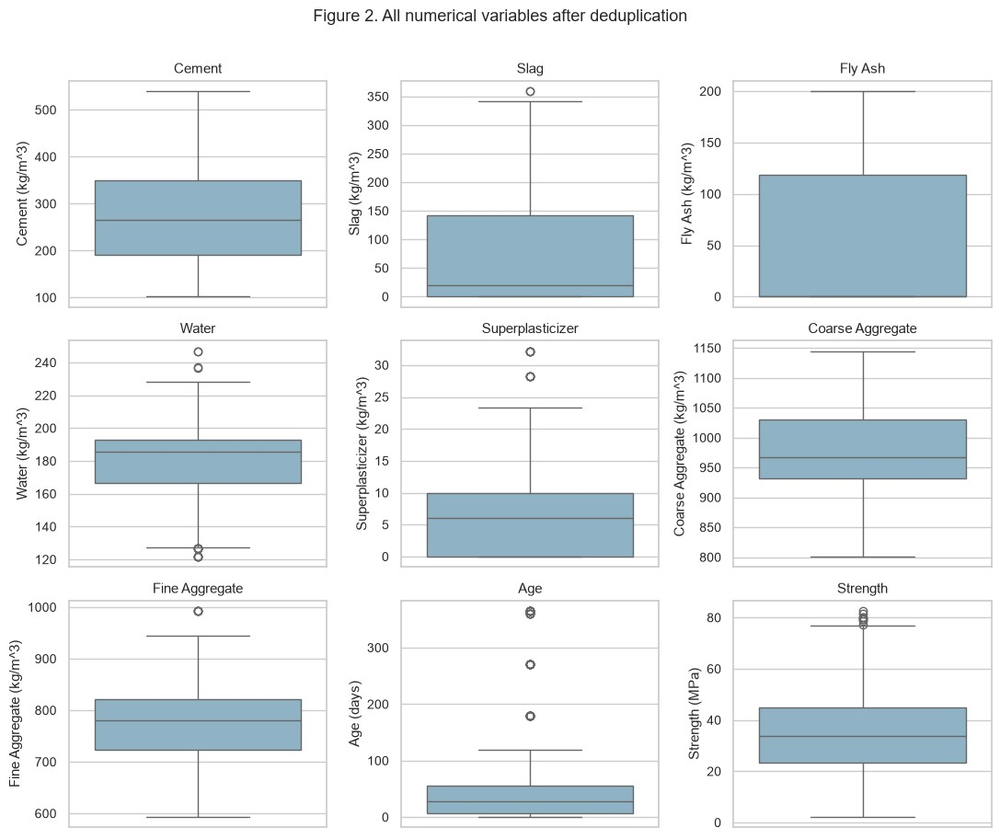 Figure 2. All numerical variables after deduplication
Cement
Cement (kg/m^3)
500
400
300
200
100
Slag
Slag (kg/m^3)
350
300
250
200
150
100
50
0
Fly Ash
Fly Ash (kg/m^3)
200
150
100
50
0
Water
Water (kg/m^3)
240
220
200
180
160
140
120
Superplasticizer
Superplasticizer (kg/m^3)
30
25
20
15
10
5
0
Coarse Aggregate
Coarse Aggregate (kg/m^3)
1150
1100
1050
1000
950
900
850
800
Fine Aggregate
Fine Aggregate (kg/m^3)
1000
900
800
700
600
Age
Age (days)
300
200
100
0
Strength
Strength (MPa)
80
60
40
20
0